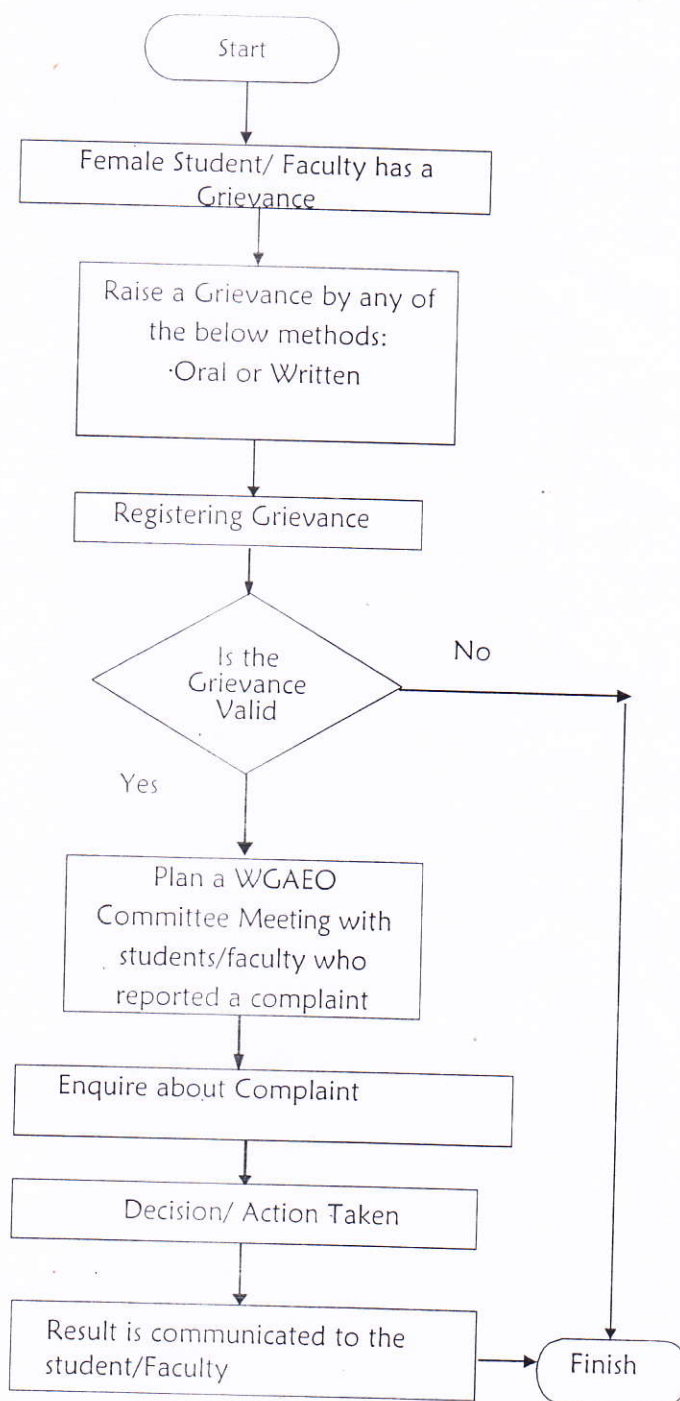 Start
Female Student/ Faculty has a
Grievance
Raise a Grievance by any of
the below methods:
·Oral or Written
Registering Grievance
Is the
Grievance
Valid
No
Yes
Plan a WGAEO
Committee Meeting with
students/faculty who
reported a complaint
Enquire about Complaint
Decision/ Action Taken
Result is communicated to the
student/Faculty
Finish